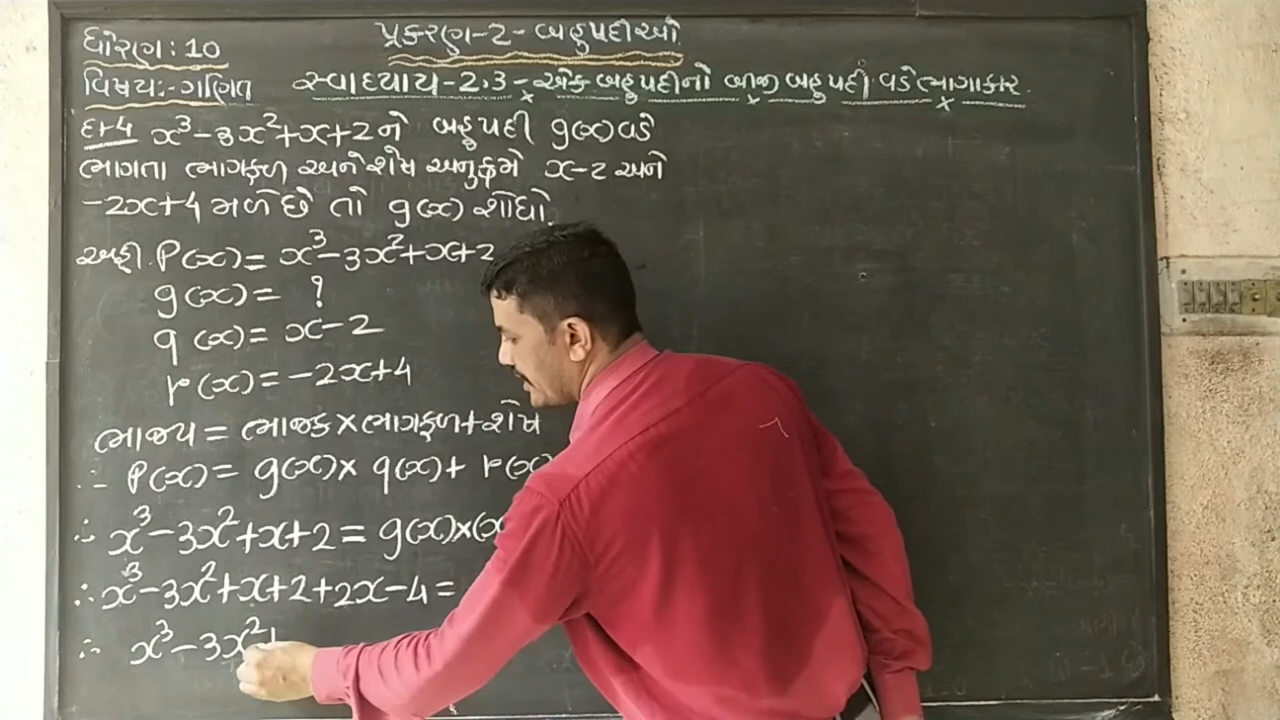 ધોરણ: 10
પ્રકરણ-2-બહુપદીઓ
વિષય:-ગણિત
સ્વાધ્યાય-2.3-એક બહુપદીનો બીજી બહુપદી વડે ભાગાકાર
દા-4 x³-3x²+x+2 ને બહુપદી g(x) વડે
ભાગતા ભાગફળ અને શેષ અનુક્રમે x-2 અને
-2x+4 મળે છે તો g(x) શોધો.
અહી. P(x) = x³-3x²+x+2
g(x) = ?
q(x) = x-2
r(x) = -2x+4
ભાજ્ય = ભાજક × ભાગફળ + શેષ
∴ P(x) = g(x) × q(x) + r(x)
∴ x³-3x²+x+2 = g(x)×(x
∴ x³-3x²+x+2+2x-4 =
∴ x³-3x²+